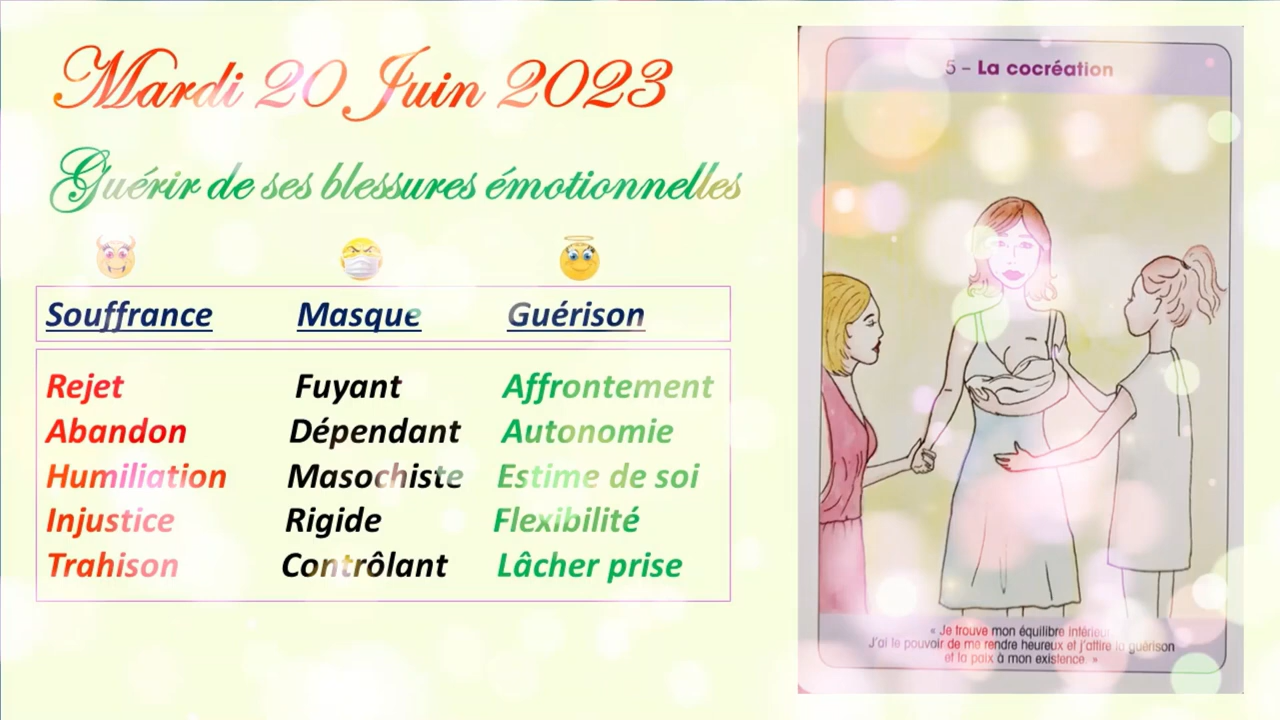 Mardi 20 Juin 2023
Guérir de ses blessures émotionnelles
Souffrance Masque Guérison
Rejet Fuyant Affrontement
Abandon Dépendant Autonomie
Humiliation Masochiste Estime de soi
Injustice Rigide Flexibilité
Trahison Contrôlant Lâcher prise
5 – La cocréation
« Je trouve mon équilibre intérieur
J'ai le pouvoir de me rendre heureux et j'attire la guérison
et la paix à mon existence. »